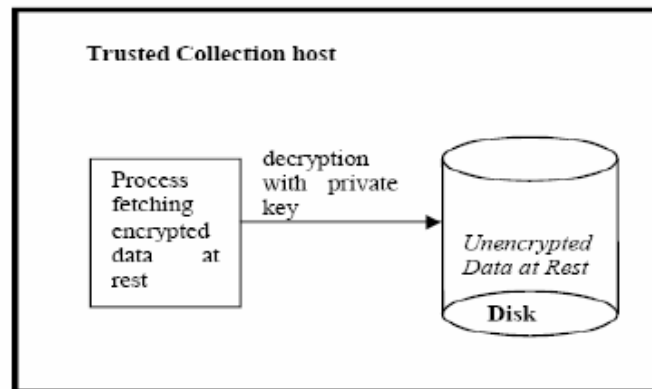 Trusted Collection host
Process
fetching
encrypted
data at
rest
decryption
with private
key
Unencrypted
Data at Rest
Disk